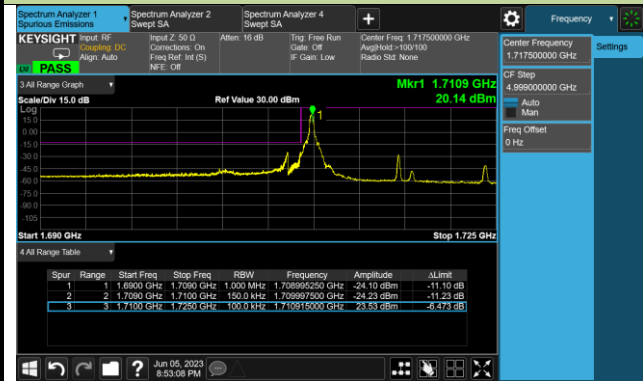 Spectrum Analyzer 1
Spurious Emissions
Spectrum Analyzer 2
Swept SA
Spectrum Analyzer 4
Swept SA
Frequency
KEYSIGHT
Input: RF
Coupling: DC
Align: Auto
Input Z: 50 Ω
Corrections: On
Freq Ref: Int (S)
NFE: Off
Atten: 16 dB
Trig: Free Run
Gate: Off
IF Gain: Low
Center Freq: 1.717500000 GHz
Avg|Hold:>100/100
Radio Std: None
PASS
Center Frequency
1.717500000 GHz
Settings
CF Step
4.999000000 GHz
Auto
Man
Freq Offset
0 Hz
3 All Range Graph
Mkr1 1.7109 GHz
Scale/Div 15.0 dB
Ref Value 30.00 dBm
20.14 dBm
Log
15.0
0.00
-15.0
-30.0
-45.0
-60.0
-75.0
-90.0
-105
1
Start 1.690 GHz
Stop 1.725 GHz
4 All Range Table
Spur Range Start Freq Stop Freq RBW Frequency Amplitude ΔLimit
1 1 1.6900 GHz 1.7090 GHz 1.000 MHz 1.708995250 GHz -24.10 dBm -11.10 dB
2 2 1.7090 GHz 1.7100 GHz 150.0 kHz 1.709997500 GHz -24.23 dBm -11.23 dB
3 3 1.7100 GHz 1.7250 GHz 100.0 kHz 1.710915000 GHz 23.53 dBm -6.473 dB
?
Jun 05, 2023
8:53:08 PM